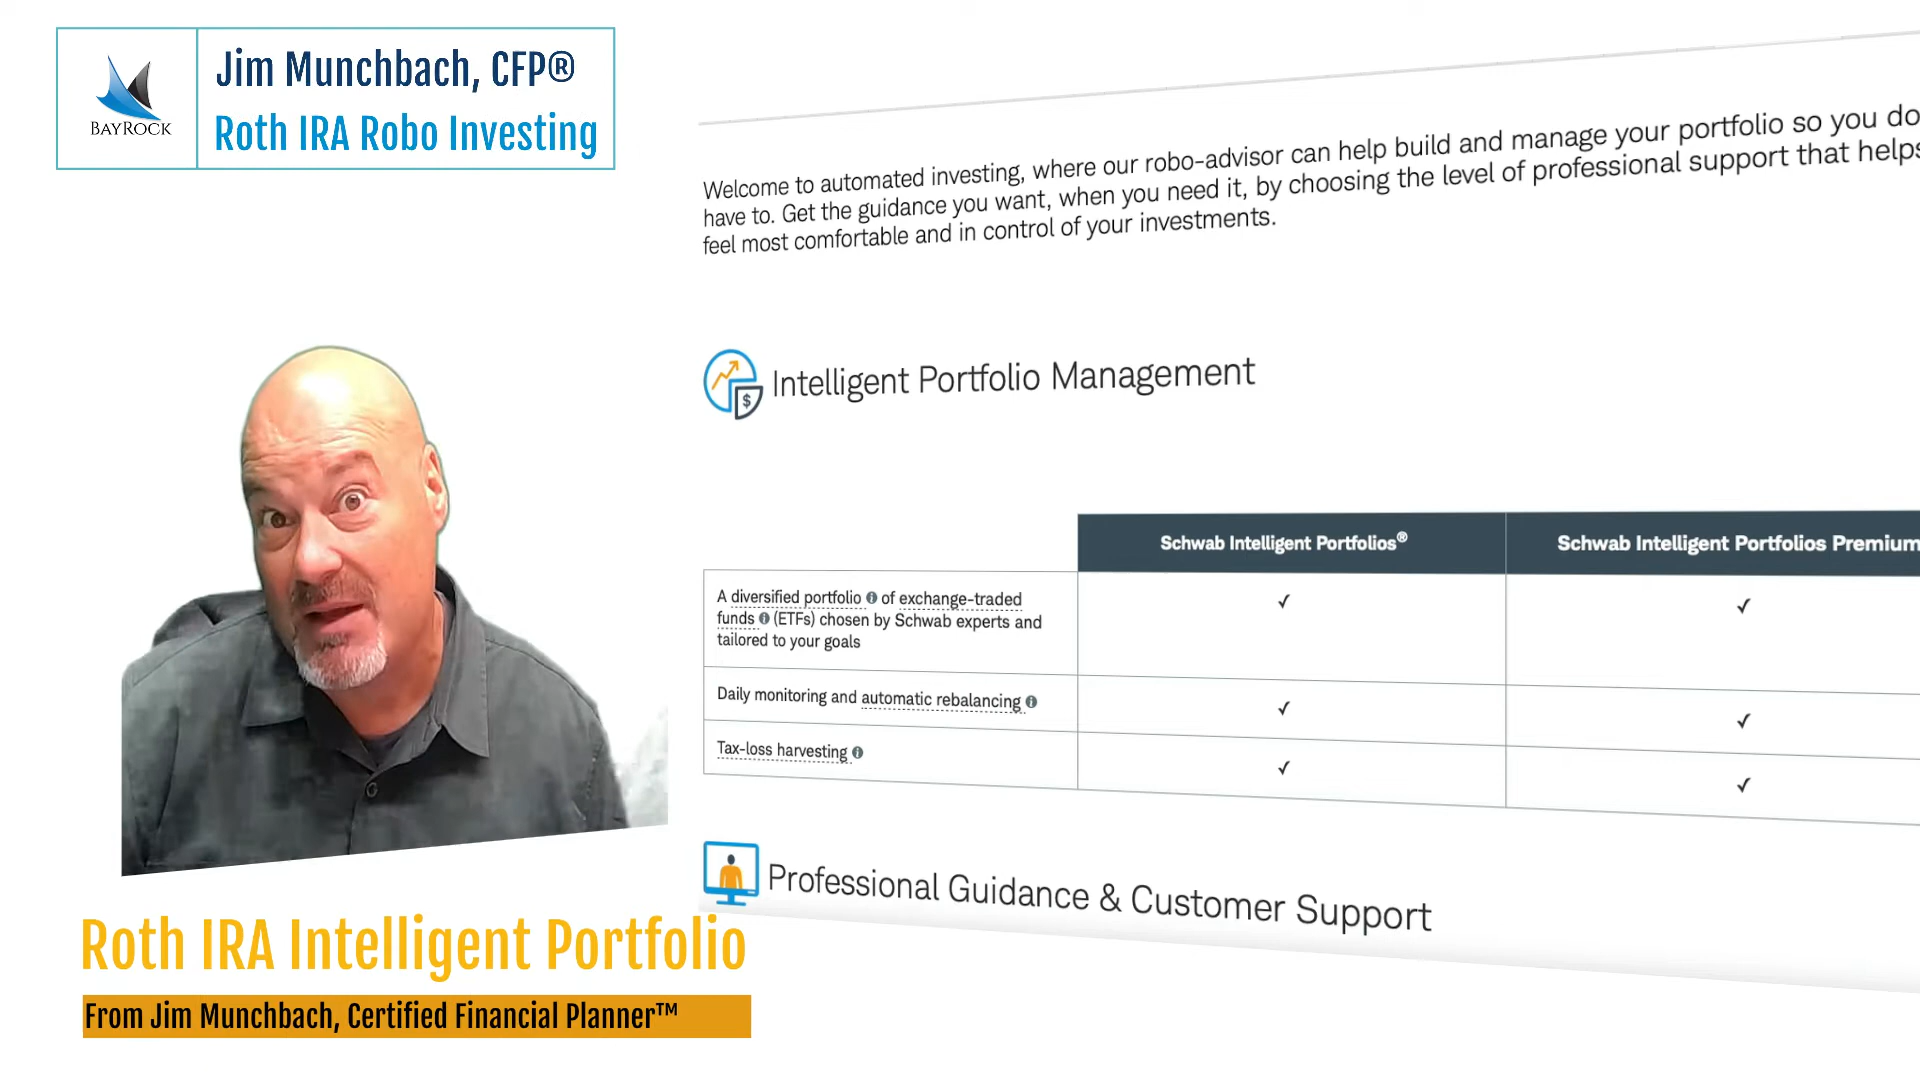 Jim Munchbach, CFP®
Roth IRA Robo Investing
BAYROCK
Welcome to automated investing, where our robo-advisor can help build and manage your portfolio so you do
have to. Get the guidance you want, when you need it, by choosing the level of professional support that helps
feel most comfortable and in control of your investments.
Intelligent Portfolio Management
$
Schwab Intelligent Portfolios®
Schwab Intelligent Portfolios Premium
A diversified portfolio i of exchange-traded
funds i (ETFs) chosen by Schwab experts and
tailored to your goals
✓
✓
Daily monitoring and automatic rebalancing i
✓
✓
Tax-loss harvesting i
✓
✓
Professional Guidance & Customer Support
Roth IRA Intelligent Portfolio
From Jim Munchbach, Certified Financial Planner™